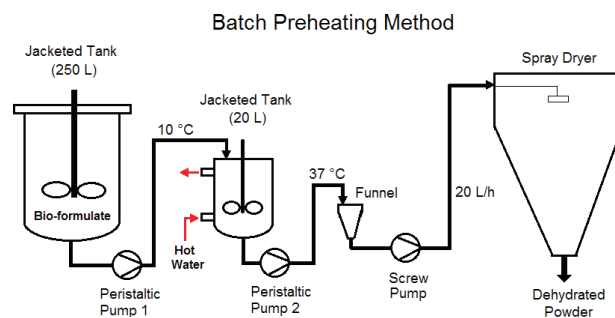 Batch Preheating Method
Jacketed Tank
(250 L)
Bio-formulate
Peristaltic
Pump 1
10 °C
Jacketed Tank
(20 L)
Hot
Water
Peristaltic
Pump 2
37 °C
Funnel
Screw
Pump
20 L/h
Spray Dryer
Dehydrated
Powder